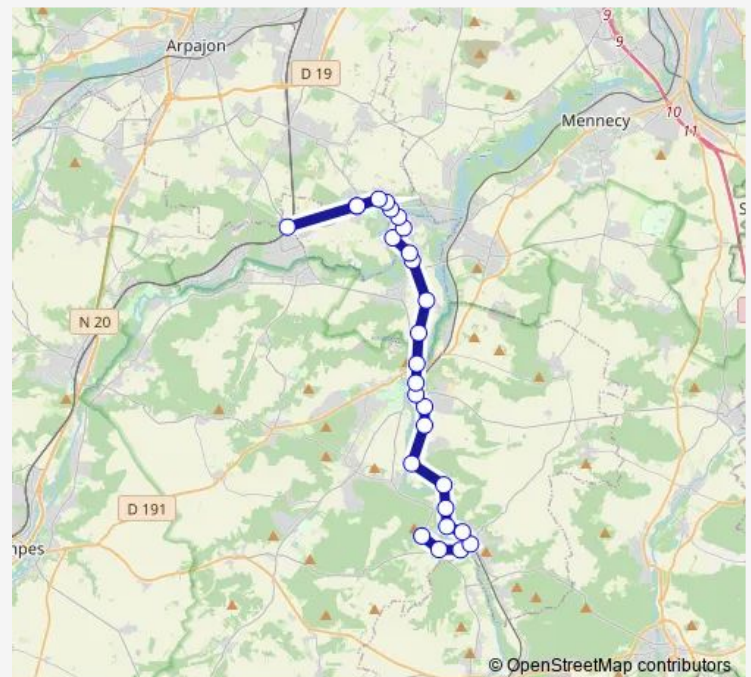 9
9
Arpajon
D 19
Mennecy
10
11
S
N 20
D 191
npes
© OpenStreetMap contributors